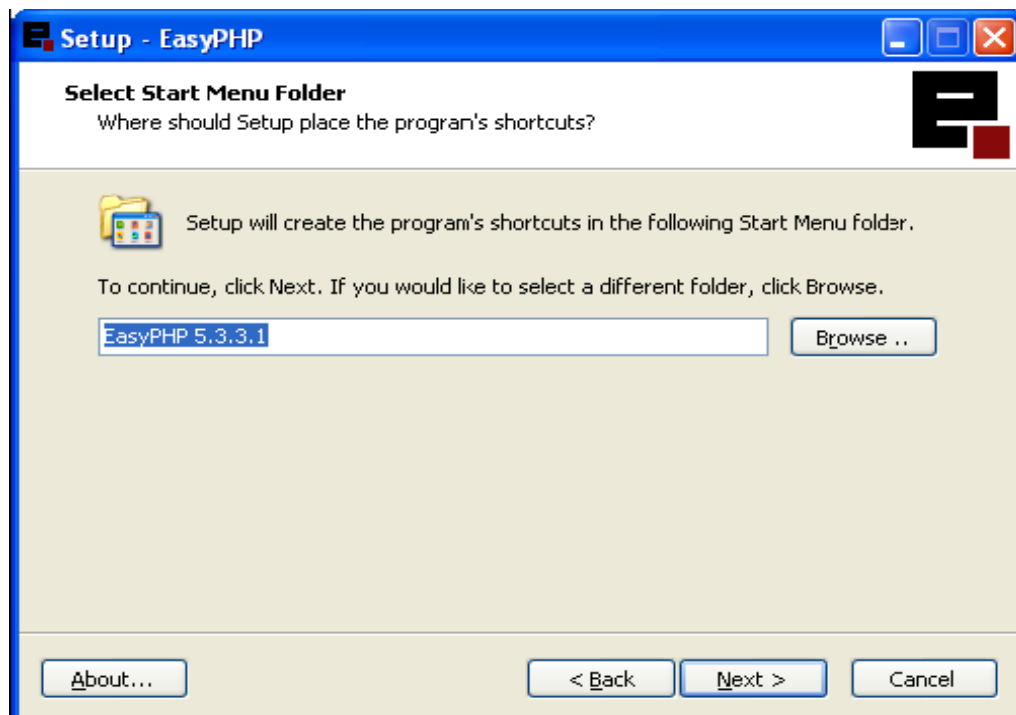 Setup - EasyPHP
Select Start Menu Folder
Where should Setup place the program's shortcuts?
Setup will create the program's shortcuts in the following Start Menu folder.
To continue, click Next. If you would like to select a different folder, click Browse.
EasyPHP 5.3.3.1
Browse ..
About...
< Back
Next >
Cancel